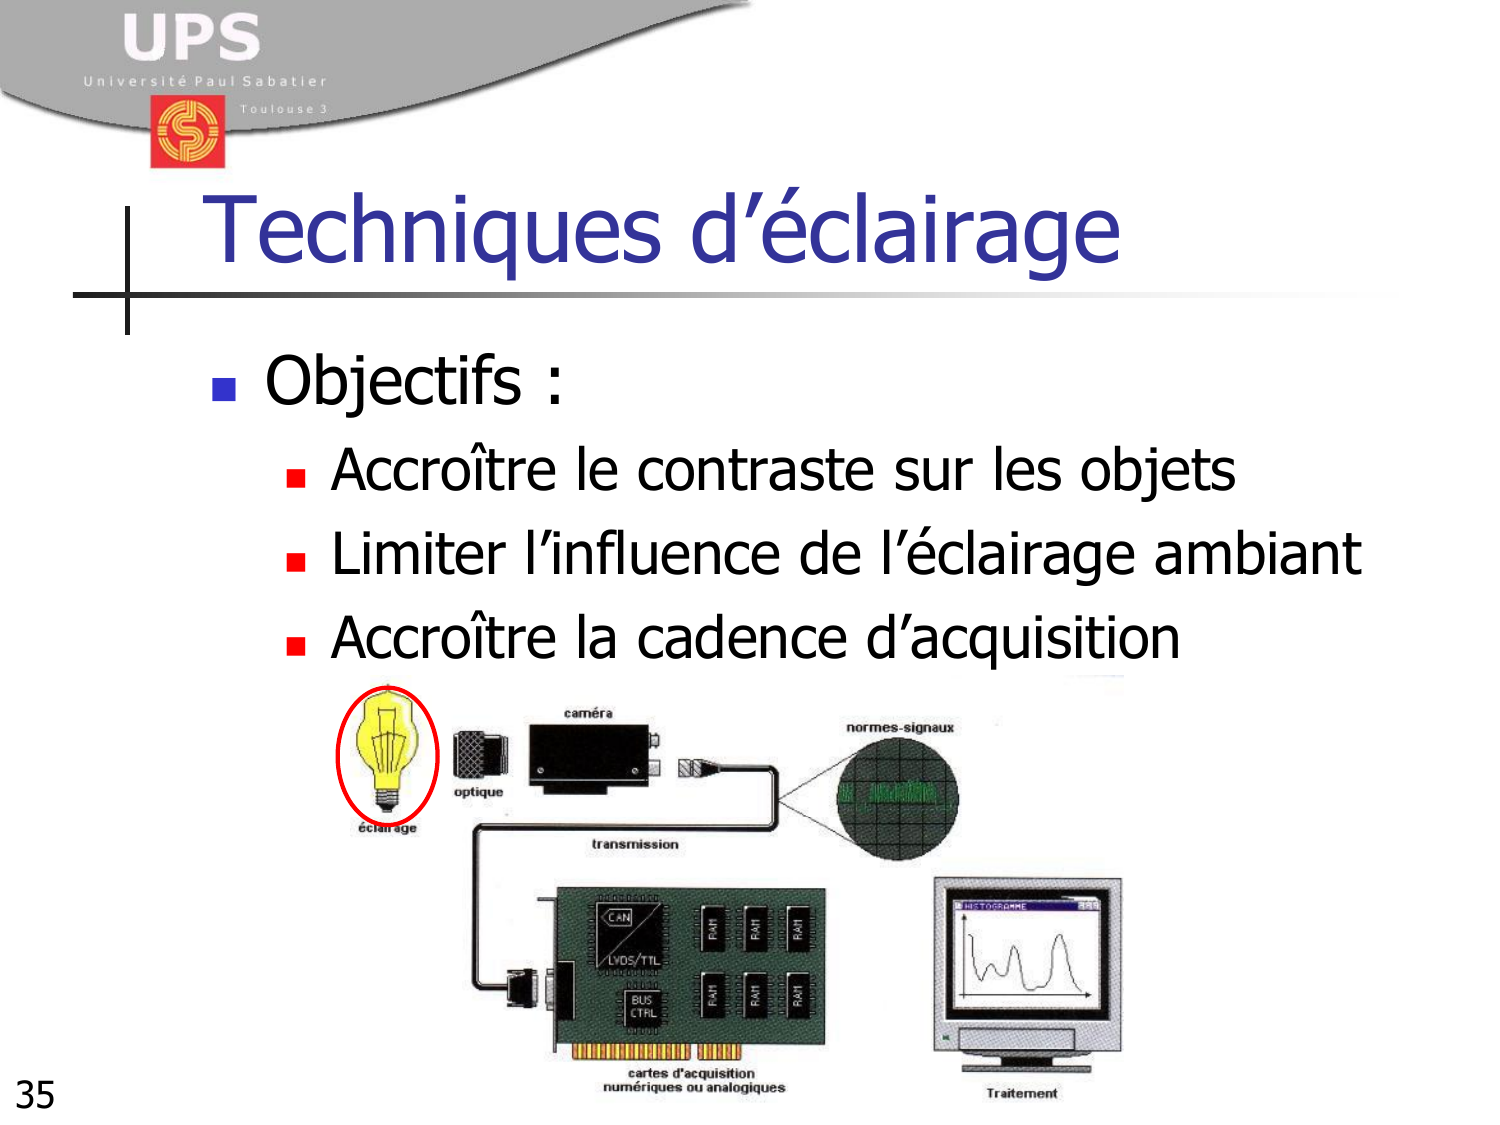 UPS
Université Paul Sabatier
Toulouse 3
Techniques d’éclairage
Objectifs :
Accroître le contraste sur les objets
Limiter l’influence de l’éclairage ambiant
Accroître la cadence d’acquisition
caméra
normes-signaux
optique
éclairage
transmission
CAN
LVDS/TTL
RAM RAM RAM
BUS
CTRL
RAM RAM RAM
HISTOGRAMME
cartes d'acquisition
numériques ou analogiques
Traitement
35